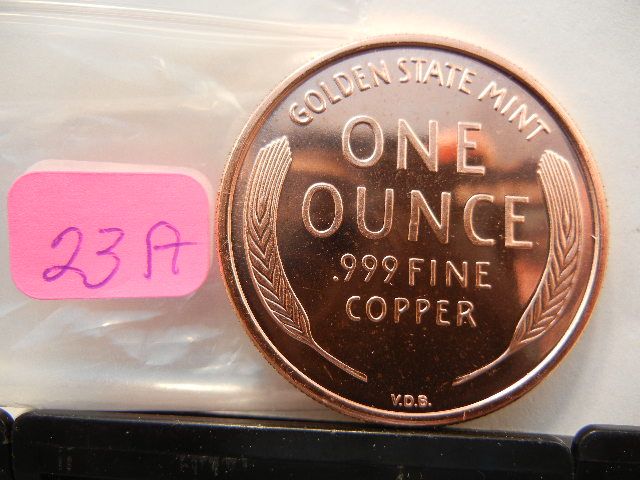 GOLDEN STATE MINT
ONE
OUNCE
.999 FINE
COPPER
V.D.B.
23A